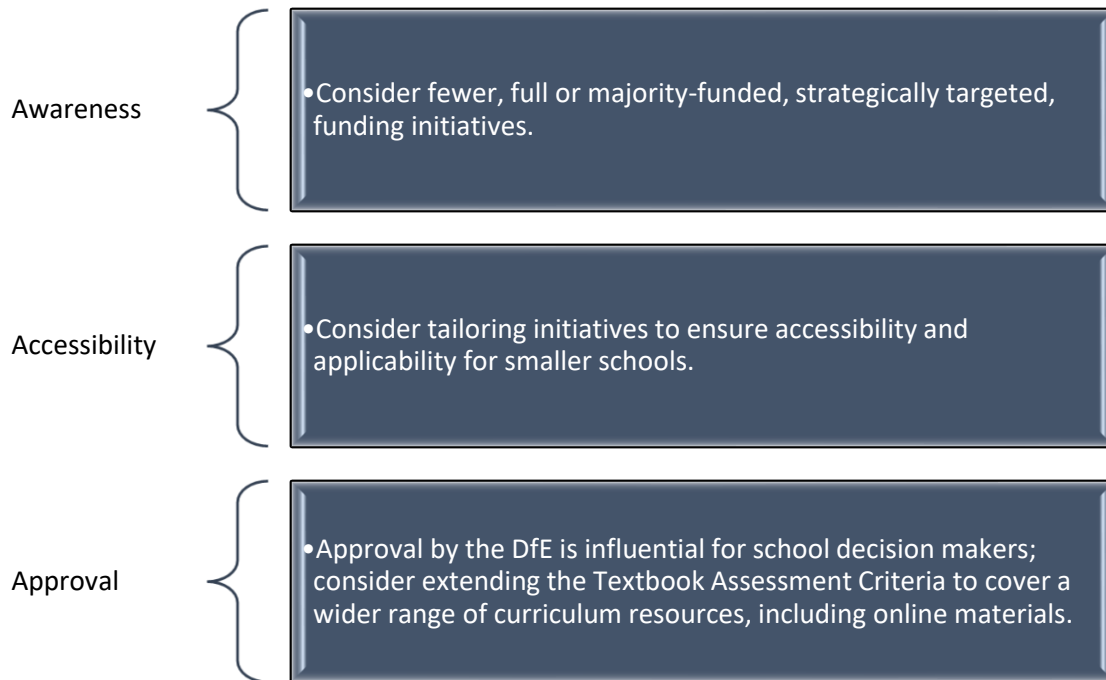 Awareness
•Consider fewer, full or majority-funded, strategically targeted,
funding initiatives.
Accessibility
•Consider tailoring initiatives to ensure accessibility and
applicability for smaller schools.
Approval
•Approval by the DfE is influential for school decision makers;
consider extending the Textbook Assessment Criteria to cover a
wider range of curriculum resources, including online materials.